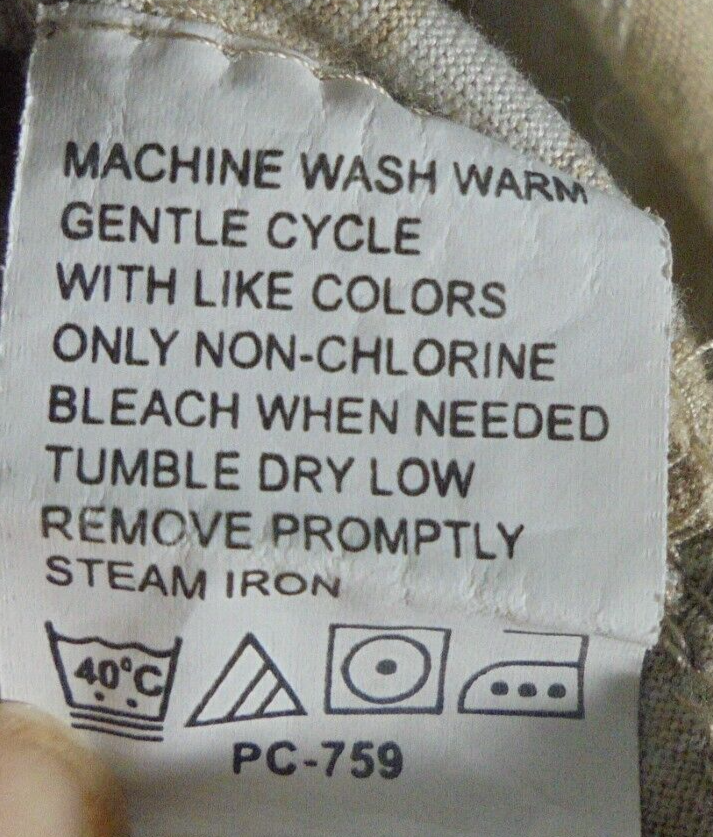 MACHINE WASH WARM
GENTLE CYCLE
WITH LIKE COLORS
ONLY NON-CHLORINE
BLEACH WHEN NEEDED
TUMBLE DRY LOW
REMOVE PROMPTLY
STEAM IRON
40°C
PC-759